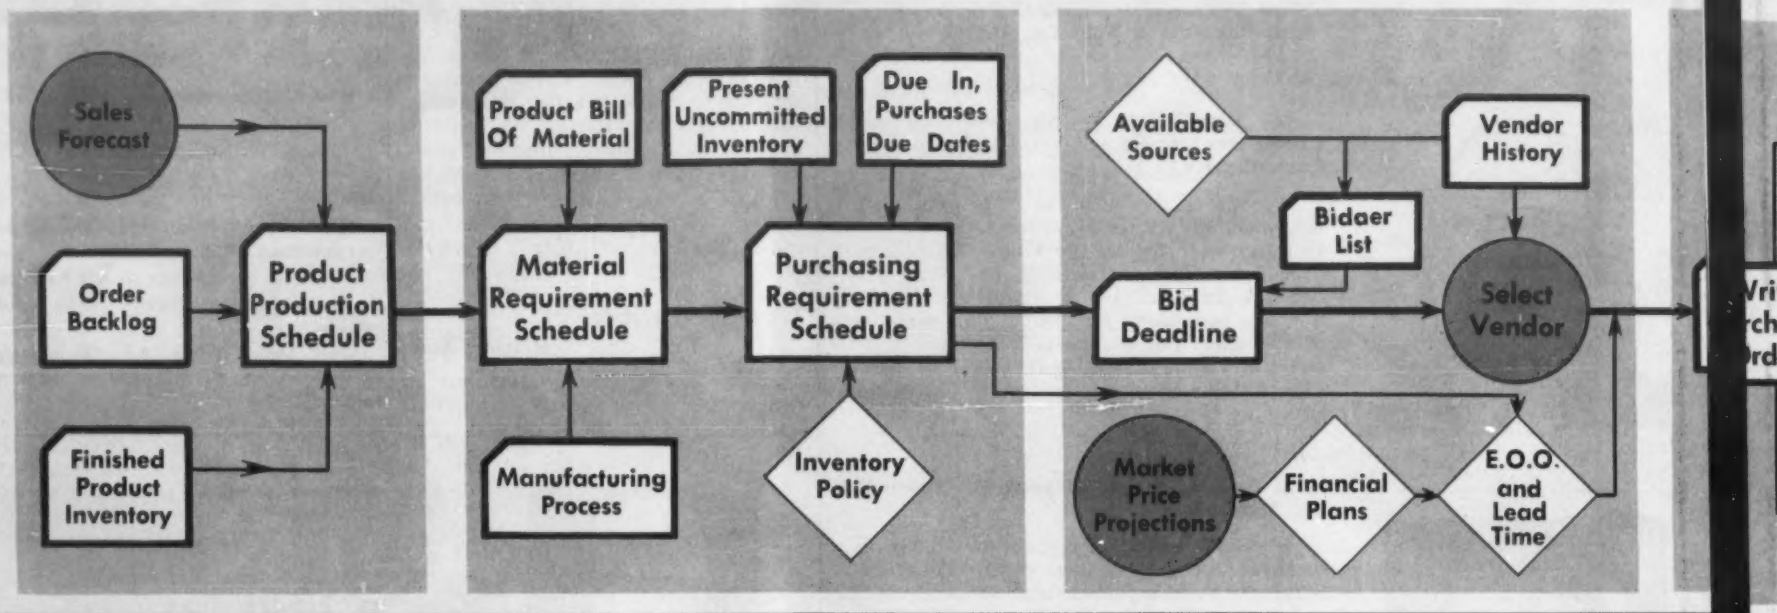 Sales
Forecast
Order
Backlog
Finished
Product
Inventory
Product
Production
Schedule
Product Bill
Of Material
Material
Requirement
Schedule
Manufacturing
Process
Present
Uncommitted
Inventory
Due In,
Purchases
Due Dates
Purchasing
Requirement
Schedule
Inventory
Policy
Available
Sources
Vendor
History
Bidaer
List
Bid
Deadline
Select
Vendor
Market
Price
Projections
Financial
Plans
E.O.Q.
and
Lead
Time